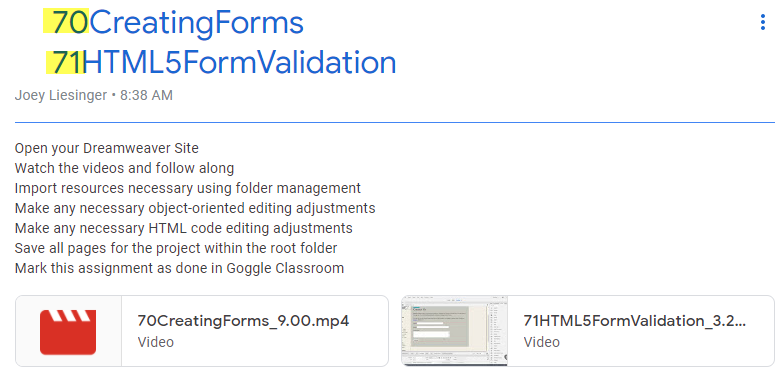 70CreatingForms
71HTML5FormValidation
Joey Liesinger • 8:38 AM
Open your Dreamweaver Site
Watch the videos and follow along
Import resources necessary using folder management
Make any necessary object-oriented editing adjustments
Make any necessary HTML code editing adjustments
Save all pages for the project within the root folder
Mark this assignment as done in Goggle Classroom
70CreatingForms_9.00.mp4
Video
71HTML5FormValidation_3.2...
Video